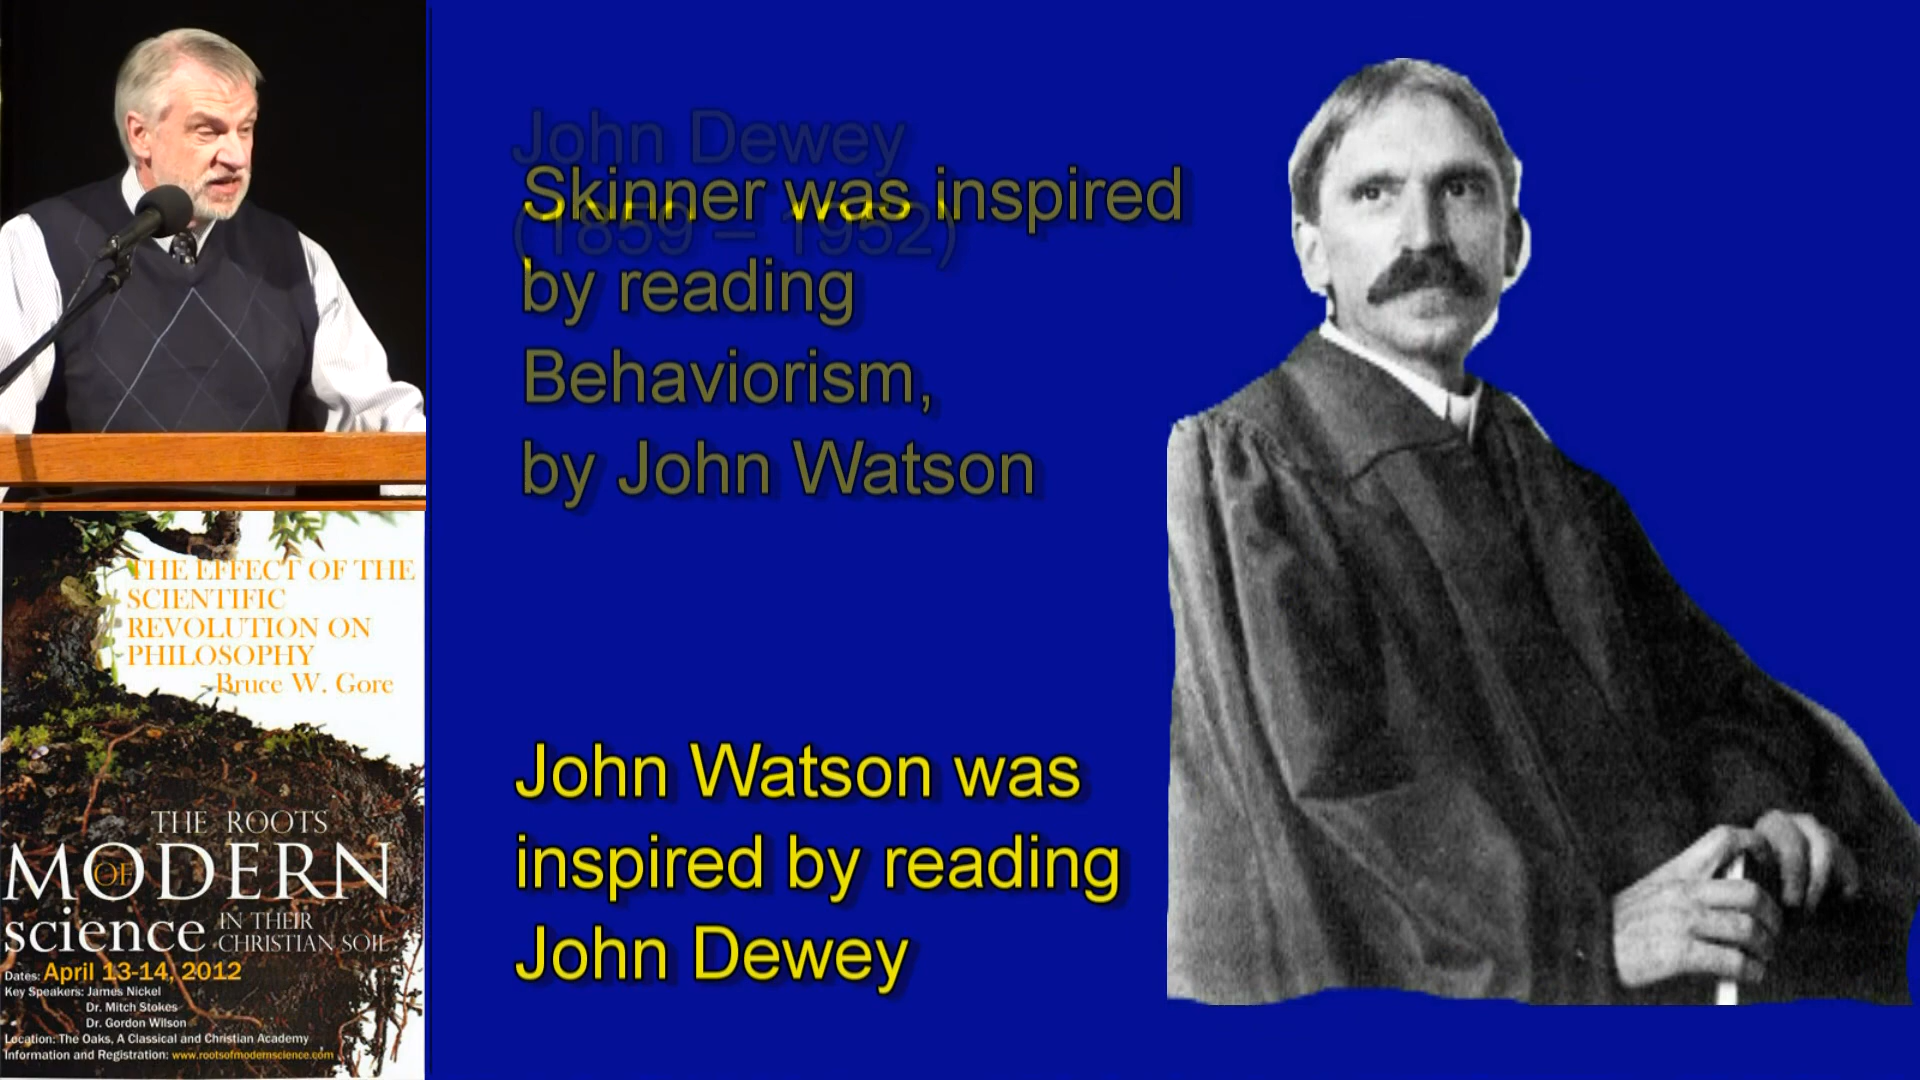 John Dewey
(1859 – 1952)
Skinner was inspired
by reading
Behaviorism,
by John Watson
John Watson was
inspired by reading
John Dewey
THE EFFECT OF THE
SCIENTIFIC
REVOLUTION ON
PHILOSOPHY
-Bruce W. Gore
THE ROOTS
OF
MODERN
science IN THEIR
CHRISTIAN SOIL
Dates: April 13-14, 2012
Key Speakers: James Nickel
Dr. Mitch Stokes
Dr. Gordon Wilson
Location: The Oaks, A Classical and Christian Academy
Information and Registration: www.rootsofmodernscience.com